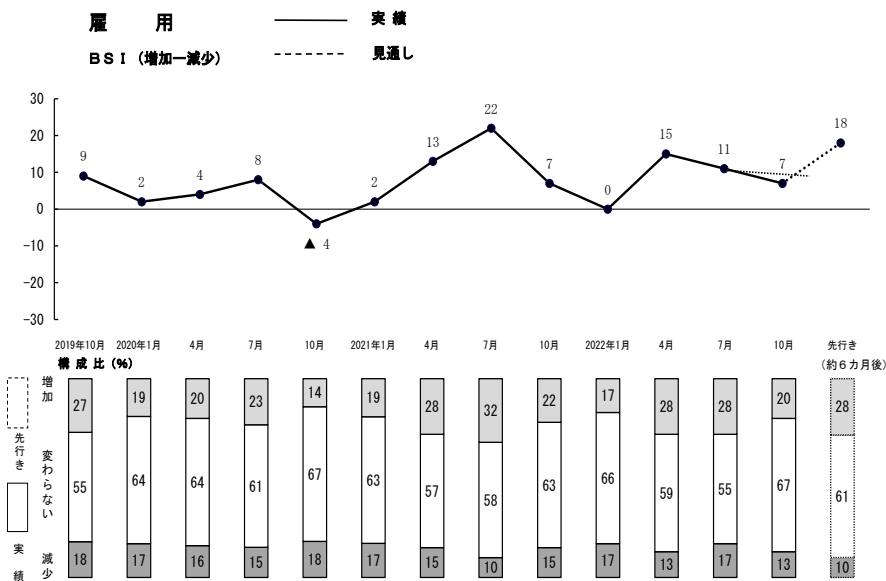 雇 用
実 績
BSI (増加－減少)
見通し
30
20
10
0
-10
-20
-30
9 2 4 8 ▲ 4 2 13 22 7 0 15 11 7 18
2019年10月 2020年1月 4月 7月 10月 2021年1月 4月 7月 10月 2022年1月 4月 7月 10月 先行き
(約６カ月後)
構 成 比 (%)
増加
27 19 20 23 14 19 28 32 22 17 28 28 20 28
先行き
変わらない
55 64 64 61 67 63 57 58 63 66 59 55 67 61
実 績
減少
18 17 16 15 18 17 15 10 15 17 13 17 13 10